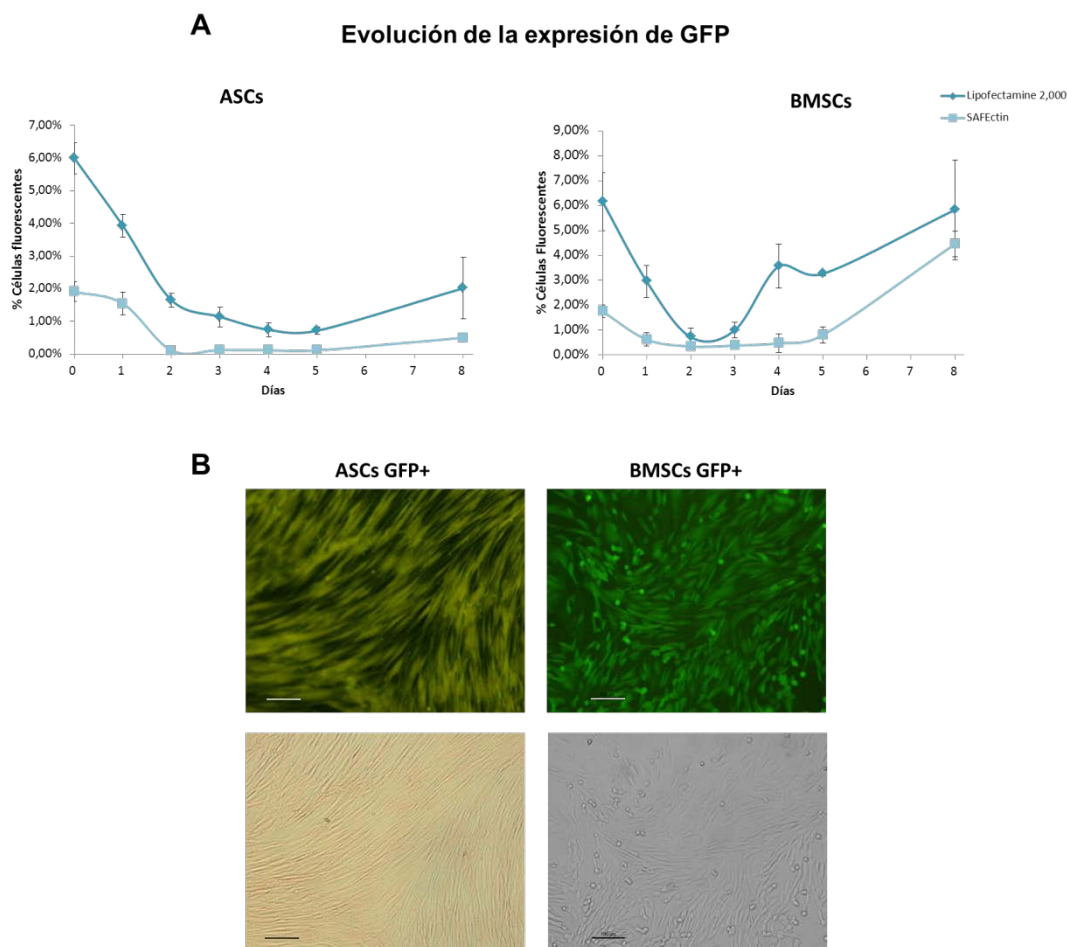 A
Evolución de la expresión de GFP
ASCs
% Células fluorescentes
7,00%
6,00%
5,00%
4,00%
3,00%
2,00%
1,00%
0,00%
0 1 2 3 4 5 7 7 8
Días
BMSCs
Lipofectamine 2,000
SAFEctin
% Células Fluorescentes
9,00%
8,00%
7,00%
6,00%
5,00%
4,00%
3,00%
2,00%
1,00%
0,00%
0 1 2 3 4 5 7 7 8
Días
B
ASCs GFP+
BMSCs GFP+